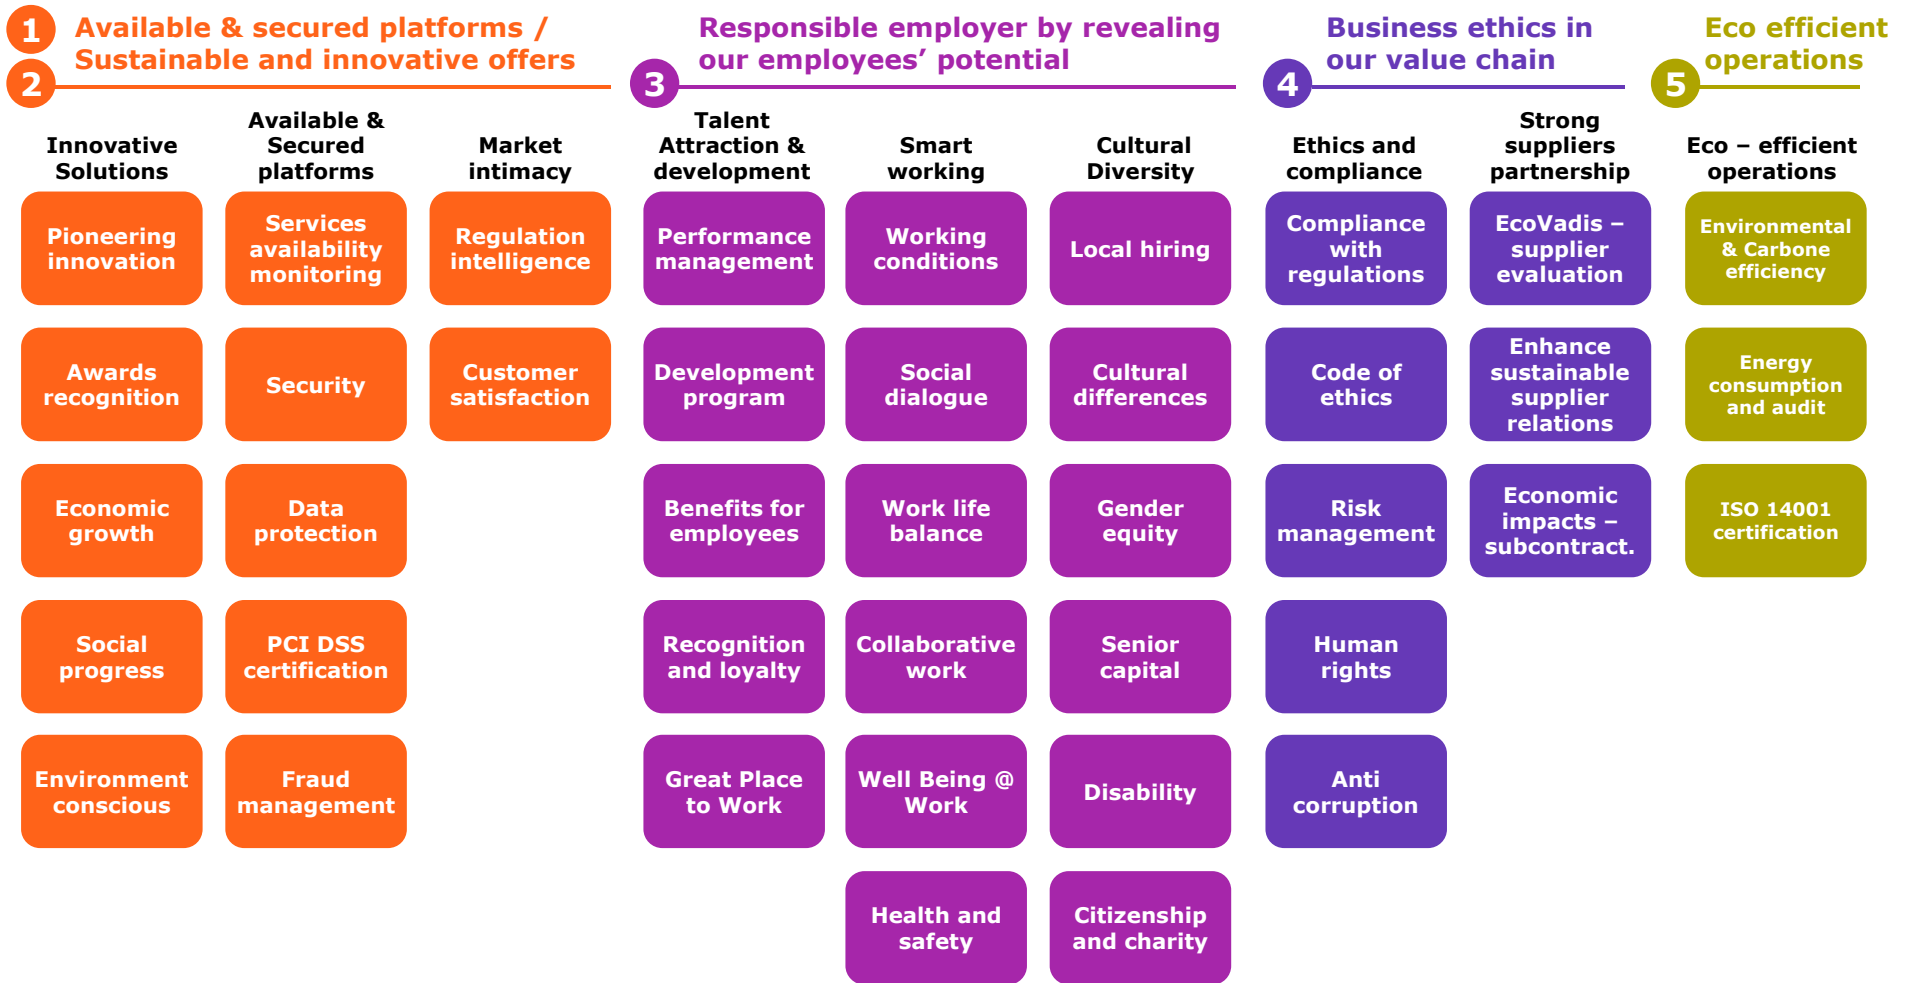 1
2
Available & secured platforms /
Sustainable and innovative offers
3
Responsible employer by revealing
our employees’ potential
4
Business ethics in
our value chain
5
Eco efficient
operations
Innovative
Solutions
Pioneering
innovation
Awards
recognition
Economic
growth
Social
progress
Environment
conscious
Available &
Secured
platforms
Services
availability
monitoring
Security
Data
protection
PCI DSS
certification
Fraud
management
Market
intimacy
Regulation
intelligence
Customer
satisfaction
Talent
Attraction &
development
Performance
management
Development
program
Benefits for
employees
Recognition
and loyalty
Great Place
to Work
Smart
working
Working
conditions
Social
dialogue
Work life
balance
Collaborative
work
Well Being @
Work
Health and
safety
Cultural
Diversity
Local hiring
Cultural
differences
Gender
equity
Senior
capital
Disability
Citizenship
and charity
Ethics and
compliance
Compliance
with
regulations
Code of
ethics
Risk
management
Human
rights
Anti
corruption
Strong
suppliers
partnership
EcoVadis –
supplier
evaluation
Enhance
sustainable
supplier
relations
Economic
impacts –
subcontract.
Eco – efficient
operations
Environmental
& Carbone
efficiency
Energy
consumption
and audit
ISO 14001
certification